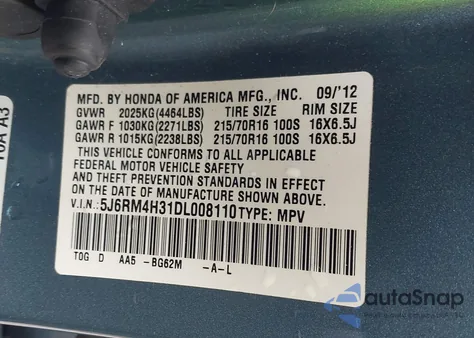 MFD. BY HONDA OF AMERICA MFG., INC. 09/'12
GVWR 2025KG(4464LBS) TIRE SIZE RIM SIZE
GAWR F 1030KG(2271LBS) 215/70R16 100S 16X6.5J
GAWR R 1015KG(2238LBS) 215/70R16 100S 16X6.5J
THIS VEHICLE CONFORMS TO ALL APPLICABLE
FEDERAL MOTOR VEHICLE SAFETY
AND THEFT PREVENTION STANDARDS IN EFFECT
ON THE DATE OF MANUFACTURE SHOWN ABOVE.
V.I.N.: 5J6RM4H31DL008110 TYPE: MPV
T0G D AA5 -BG62M -A-L
autoSnap